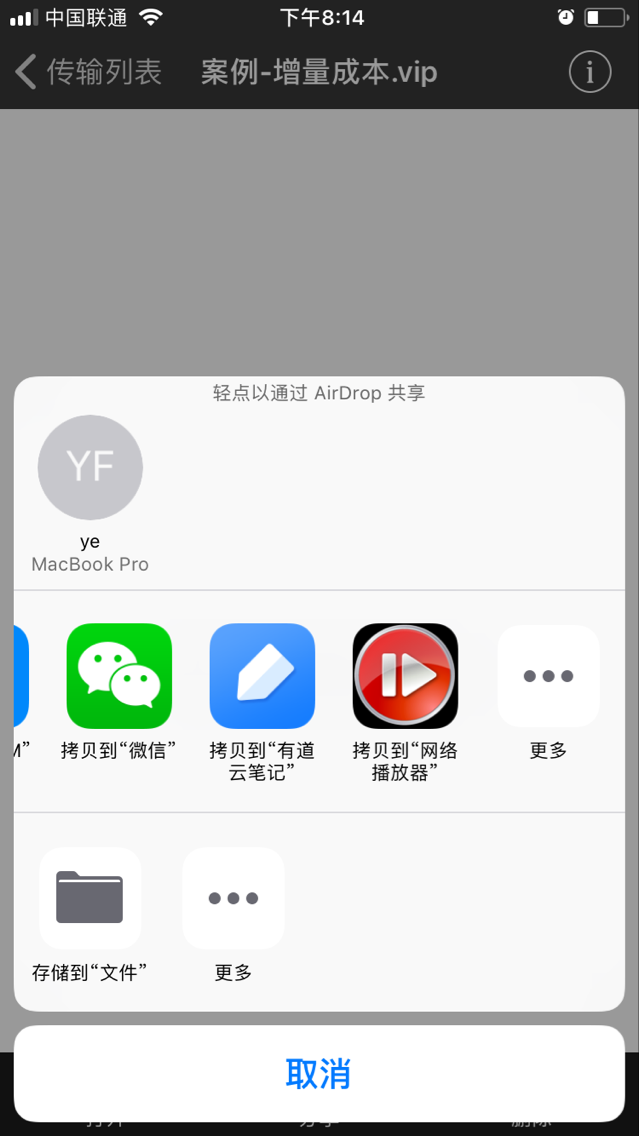 中国联通
下午8:14
传输列表
案例-增量成本.vip
轻点以通过 AirDrop 共享
YF
ye
MacBook Pro
M”
拷贝到“微信”
拷贝到“有道
云笔记”
拷贝到“网络
播放器”
更多
存储到“文件”
更多
取消